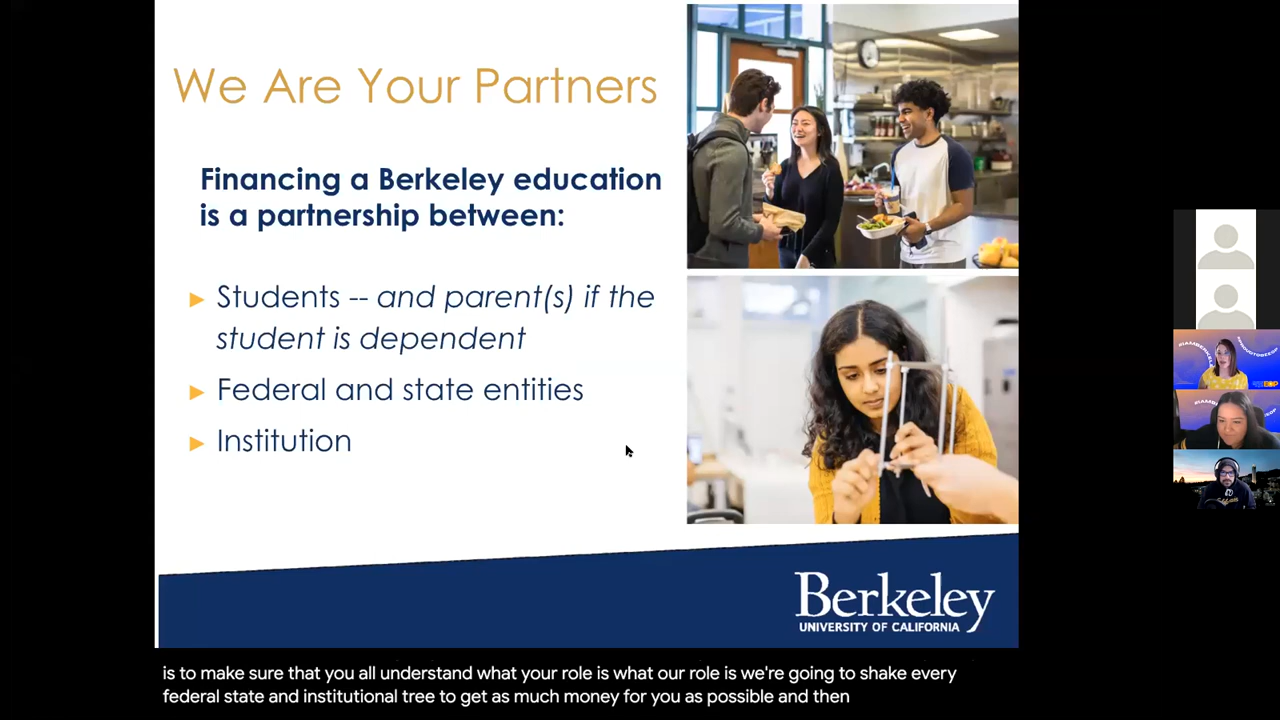 We Are Your Partners
Financing a Berkeley education
is a partnership between:
► Students -- and parent(s) if the
student is dependent
► Federal and state entities
► Institution
Berkeley
UNIVERSITY OF CALIFORNIA
is to make sure that you all understand what your role is what our role is we're going to shake every
federal state and institutional tree to get as much money for you as possible and then